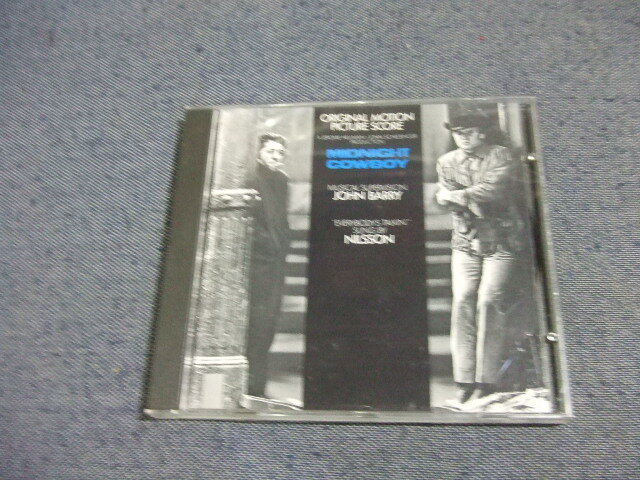 ORIGINAL MOTION
PICTURE SCORE
MIDNIGHT
COWBOY
MUSICAL SUPERVISION,
JOHN BARRY
"EVERYBODY'S TALKIN'"
SUNG BY
NILSSON